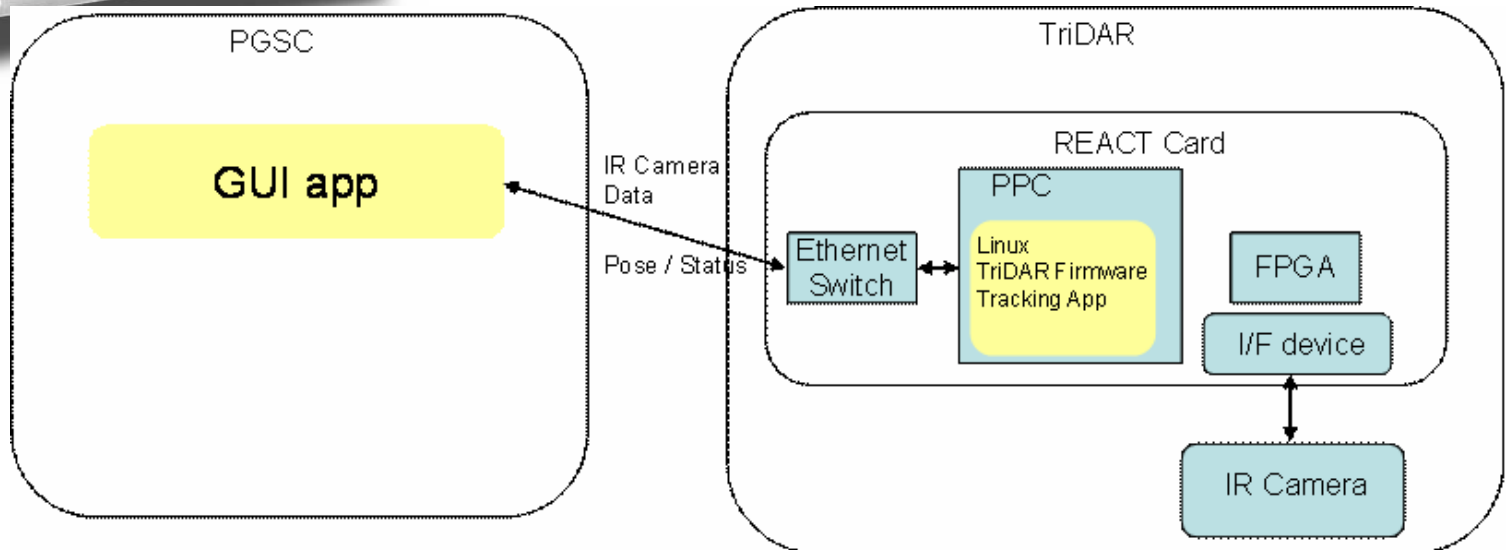 PGSC
GUI app
IR Camera
Data
Pose / Status
TriDAR
REACT Card
Ethernet
Switch
PPC
Linux
TriDAR Firmware
Tracking App
FPGA
I/F device
IR Camera